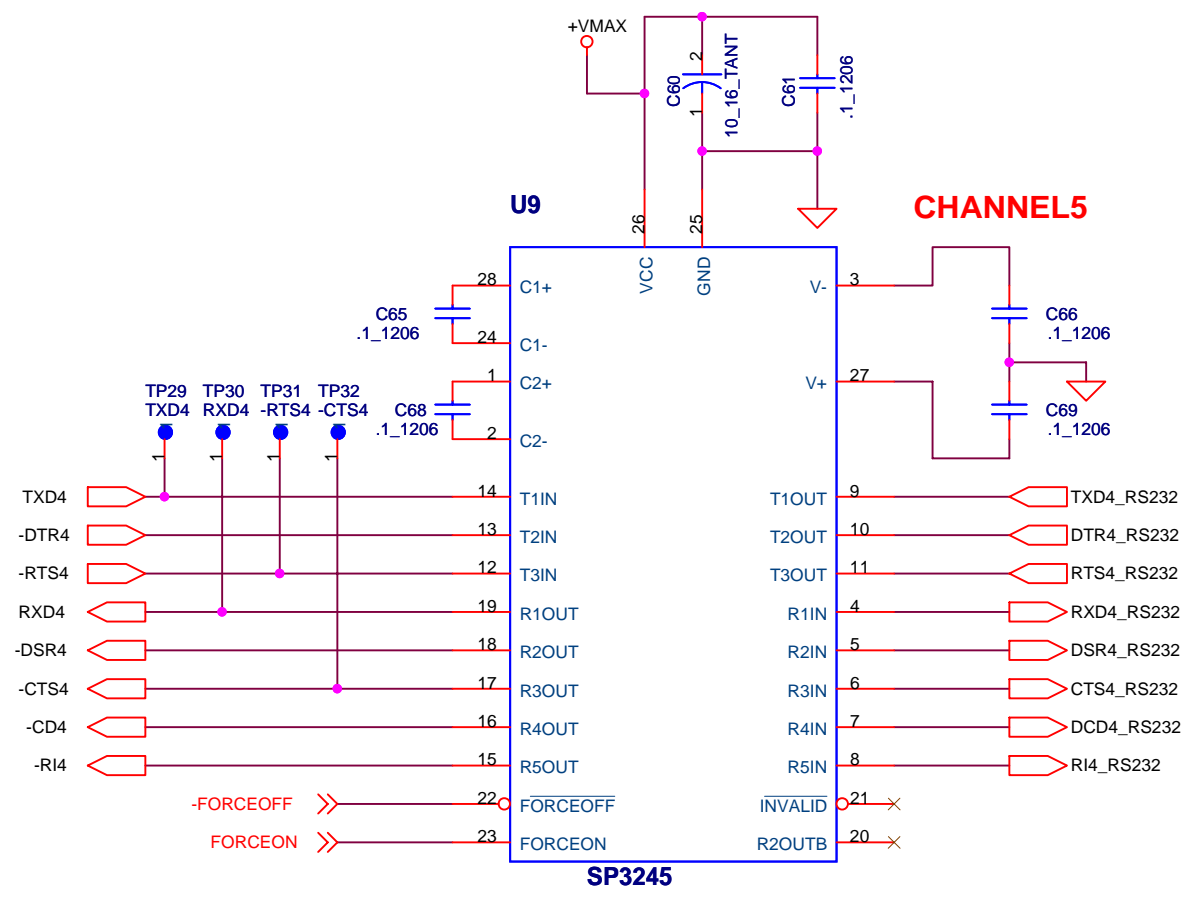 +VMAX
C60
2
1
10_16_TANT
C61
.1_1206
U9
CHANNEL5
26
25
VCC
GND
28
C1+
C65
.1_1206
24
C1-
1
C2+
C68
.1_1206
2
C2-
V-
3
C66
.1_1206
V+
27
C69
.1_1206
TP29
TXD4
TP30
RXD4
TP31
-RTS4
TP32
-CTS4
1
1
1
1
TXD4 14 T1IN T1OUT 9 TXD4_RS232
-DTR4 13 T2IN T2OUT 10 DTR4_RS232
-RTS4 12 T3IN T3OUT 11 RTS4_RS232
RXD4 19 R1OUT R1IN 4 RXD4_RS232
-DSR4 18 R2OUT R2IN 5 DSR4_RS232
-CTS4 17 R3OUT R3IN 6 CTS4_RS232
-CD4 16 R4OUT R4IN 7 DCD4_RS232
-RI4 15 R5OUT R5IN 8 RI4_RS232
-FORCEOFF 22 FORCEOFF INVALID 21
FORCEON 23 FORCEON R2OUTB 20
SP3245